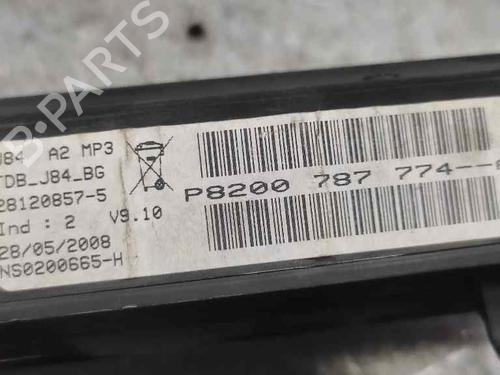 J84 A2 MP3
TDB_J84_BG
28120857-5
Ind : 2 V9.10
28/05/2008
NS0200665-H
P8200 787 774--
B-PARTS